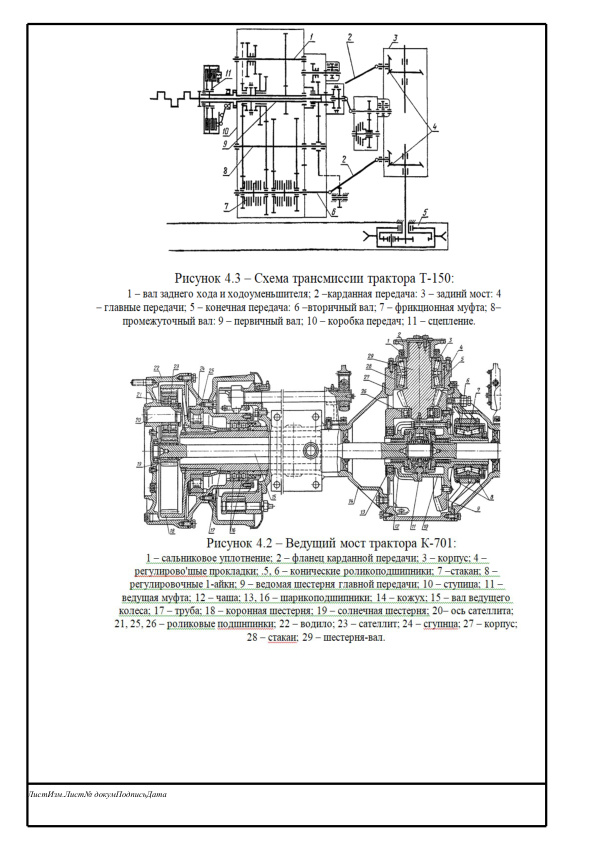 1
2
3
11
10
9
8
7
2
6
4
5
Рисунок 4.3 – Схема трансмиссии трактора Т-150:
1 – вал заднего хода и ходоуменьшителя; 2 –карданная передача: 3 – задинй мост: 4
– главные передачи; 5 – конечная передача: 6 –вторичный вал; 7 – фрикционная муфта; 8–
промежуточный вал: 9 – первичный вал; 10 – коробка передач; 11 – сцепление.
Рисунок 4.2 – Ведущий мост трактора К-701:
1 – сальниковое уплотнение; 2 – фланец карданной передачи; 3 – корпус; 4 –
регулирово'шые прокладки; .5, 6 – конические роликоподшипники; 7 –стакан; 8 –
регулировочные 1-айкн; 9 – ведомая шестерня главной передачи; 10 – ступица; 11 –
ведущая муфта; 12 – чаша; 13, 16 – шарикоподшипники; 14 – кожух; 15 – вал ведущего
колеса; 17 – труба; 18 – коронная шестерня; 19 – солнечная шестерня; 20– ось сателлита;
21, 25, 26 – роликовые подшнпинки; 22 – водило; 23 – сателлит; 24 – сгупнца; 27 – корпус;
28 – стакаи; 29 – шестерня-вал.
ЛистИзм.Лист№ докумПодписьДата